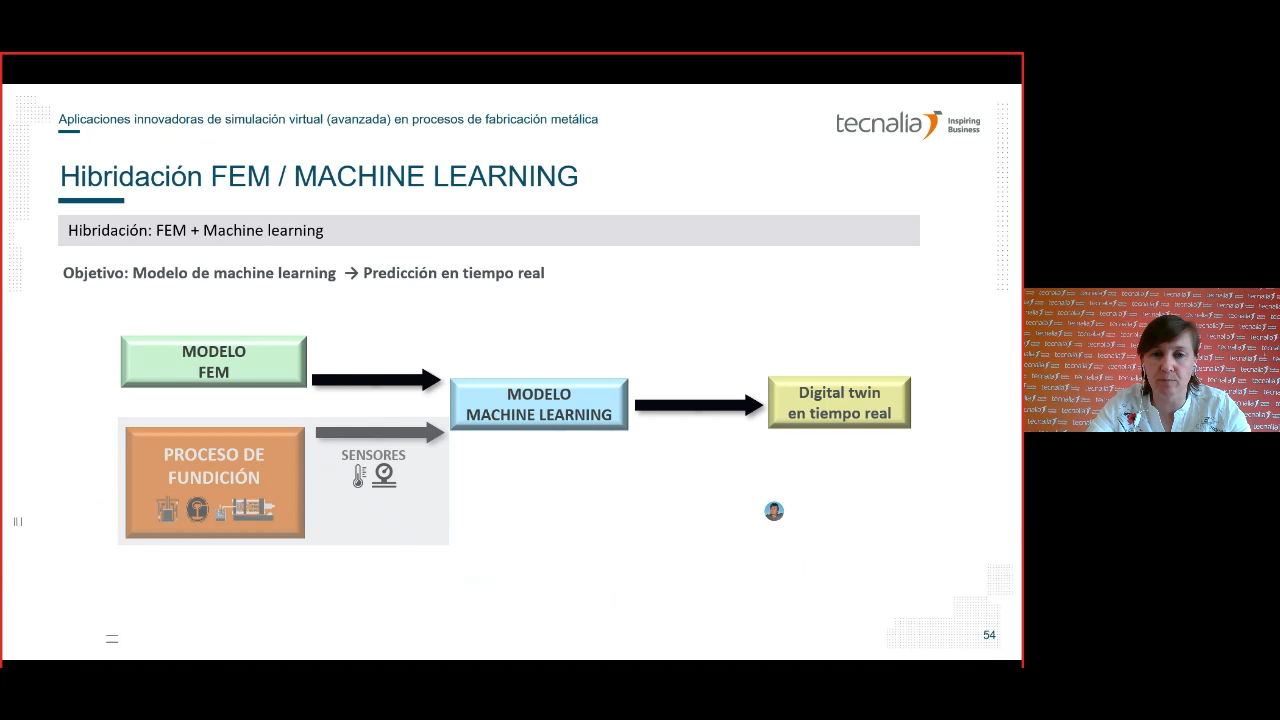 Aplicaciones innovadoras de simulación virtual (avanzada) en procesos de fabricación metálica
tecnalia Inspiring
Business
Hibridación FEM / MACHINE LEARNING
Hibridación: FEM + Machine learning
Objetivo: Modelo de machine learning → Predicción en tiempo real
MODELO
FEM
MODELO
MACHINE LEARNING
Digital twin
en tiempo real
PROCESO DE
FUNDICIÓN
SENSORES
54